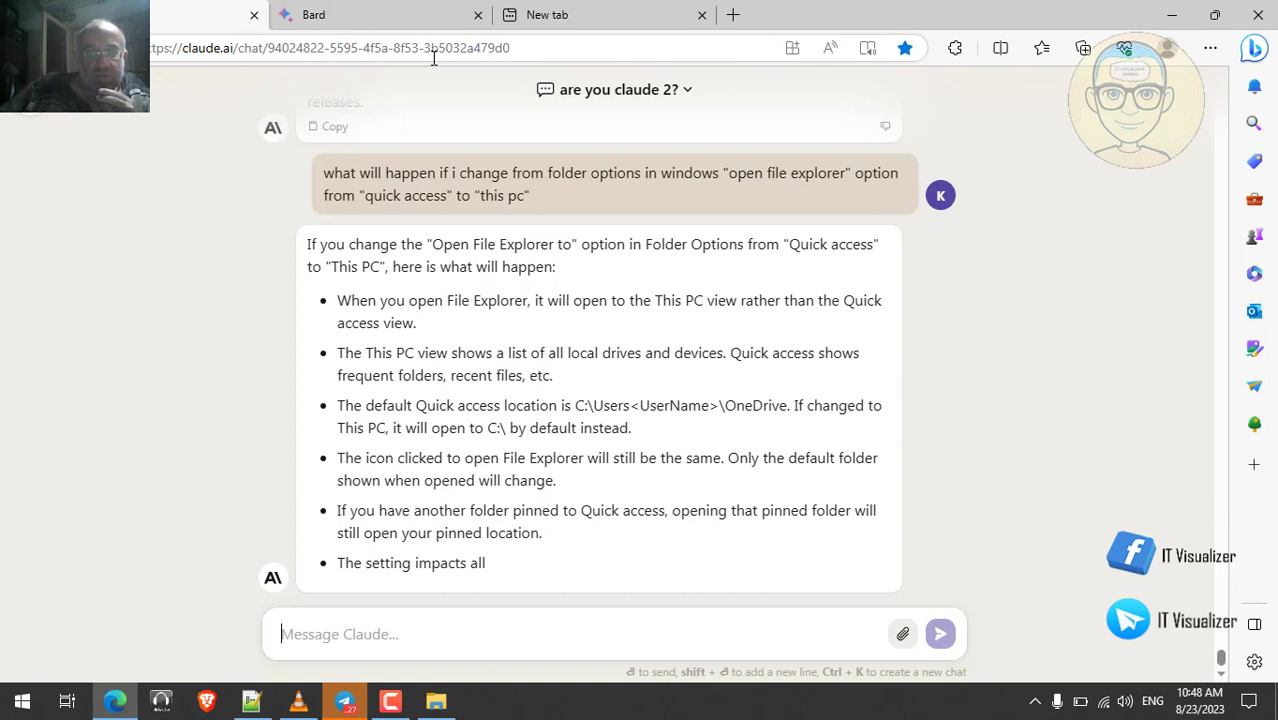 Bard
New tab
ttps://claude.ai/chat/94024822-5595-4f5a-8f53-3b5032a479d0
are you claude 2?
IT VISUALIZER
releases.
Copy
what will happen if i change from folder options in windows "open file explorer" option
from "quick access" to "this pc"
K
If you change the "Open File Explorer to" option in Folder Options from "Quick access"
to "This PC", here is what will happen:
When you open File Explorer, it will open to the This PC view rather than the Quick
access view.
The This PC view shows a list of all local drives and devices. Quick access shows
frequent folders, recent files, etc.
The default Quick access location is C:\Users<UserName>\OneDrive. If changed to
This PC, it will open to C:\ by default instead.
The icon clicked to open File Explorer will still be the same. Only the default folder
shown when opened will change.
If you have another folder pinned to Quick access, opening that pinned folder will
still open your pinned location.
The setting impacts all
IT Visualizer
IT Visualizer
Message Claude...
to send, shift + to add a new line, Ctrl + K to create a new chat
27
ENG
10:48 AM
8/23/2023